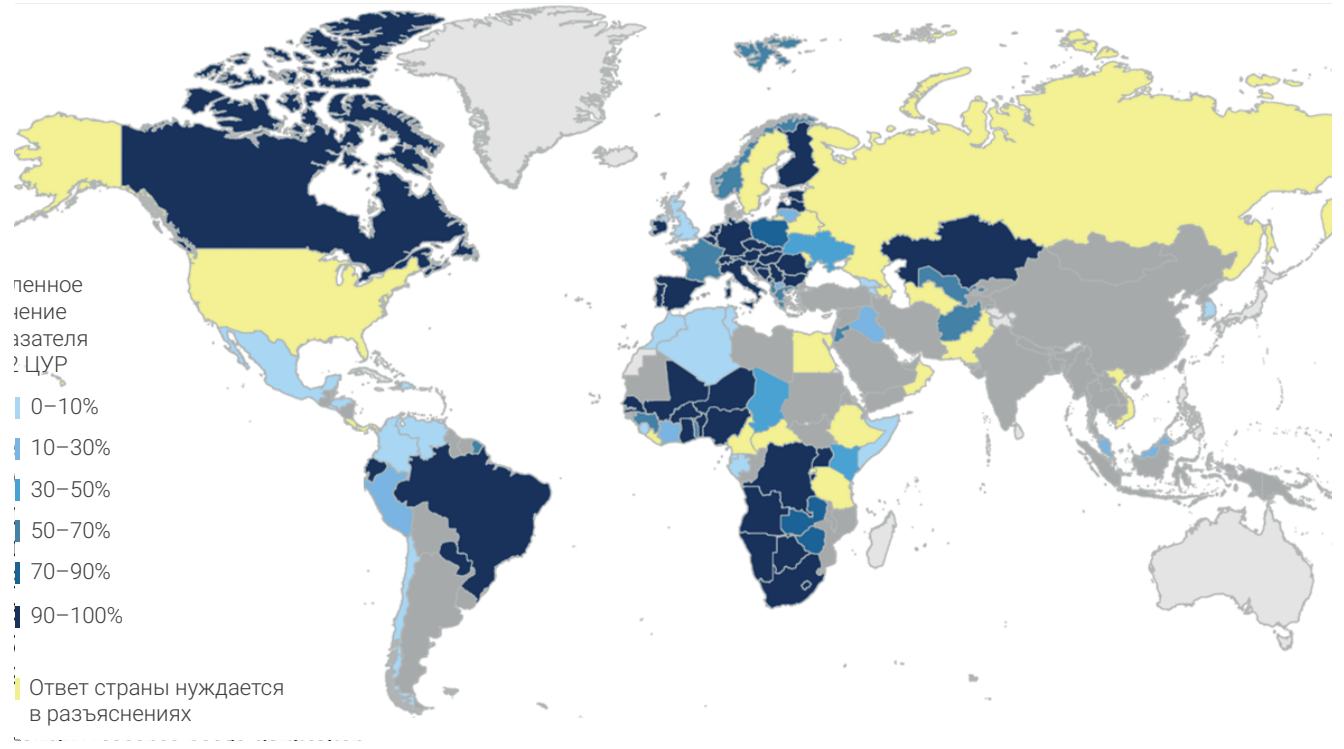 ленное
чение
азателя
2 ЦУР
0–10%
10–30%
30–50%
50–70%
70–90%
90–100%
Ответ страны нуждается
в разъяснениях